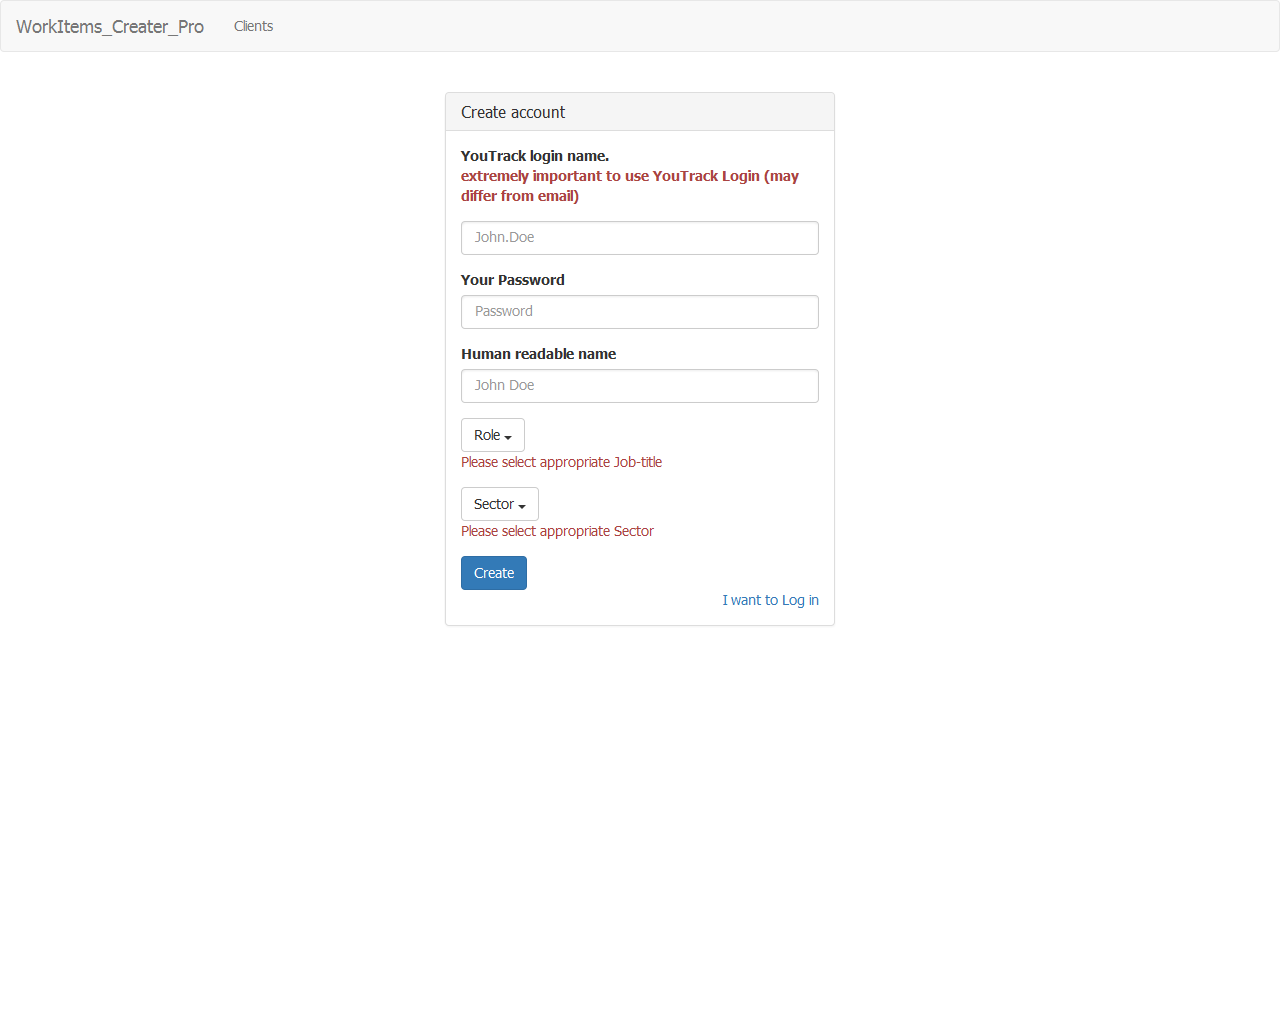 WorkItems_Creater_Pro Clients
Create account
YouTrack login name.
extremely important to use YouTrack Login (may
differ from email)
John.Doe
Your Password
Password
Human readable name
John Doe
Role
Please select appropriate Job-title
Sector
Please select appropriate Sector
Create
I want to Log in